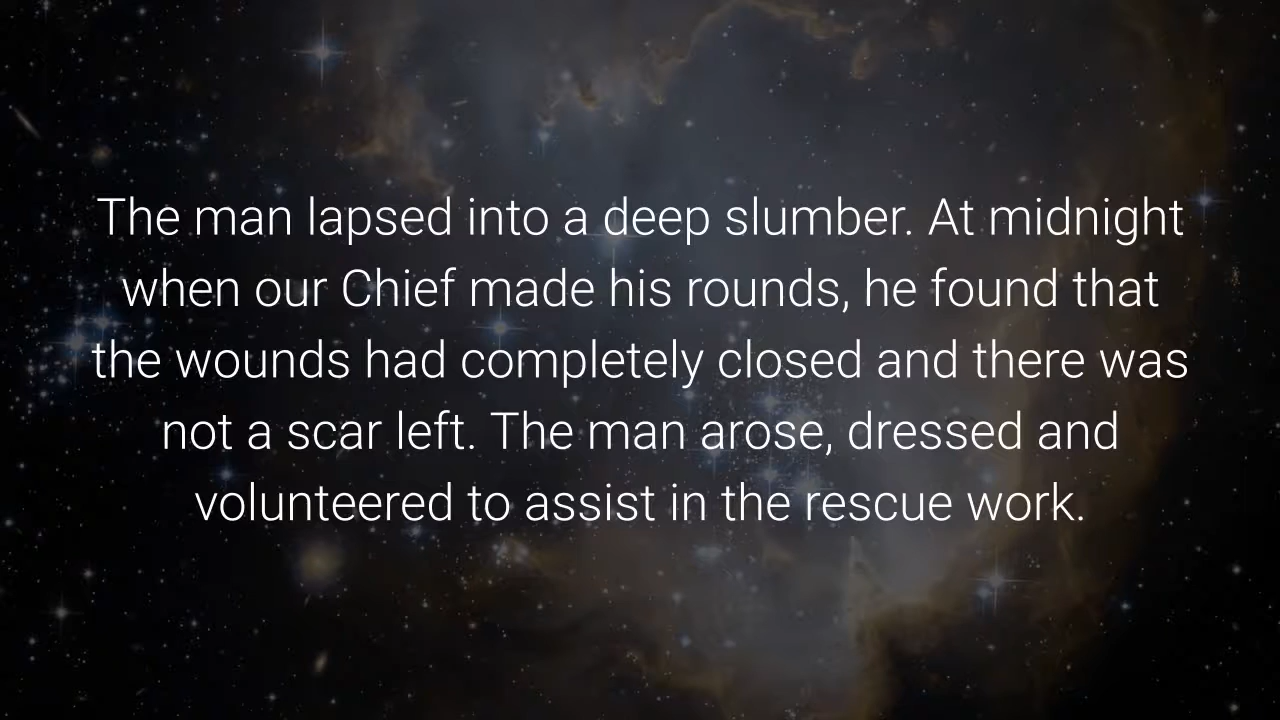 The man lapsed into a deep slumber. At midnight
when our Chief made his rounds, he found that
the wounds had completely closed and there was
not a scar left. The man arose, dressed and
volunteered to assist in the rescue work.